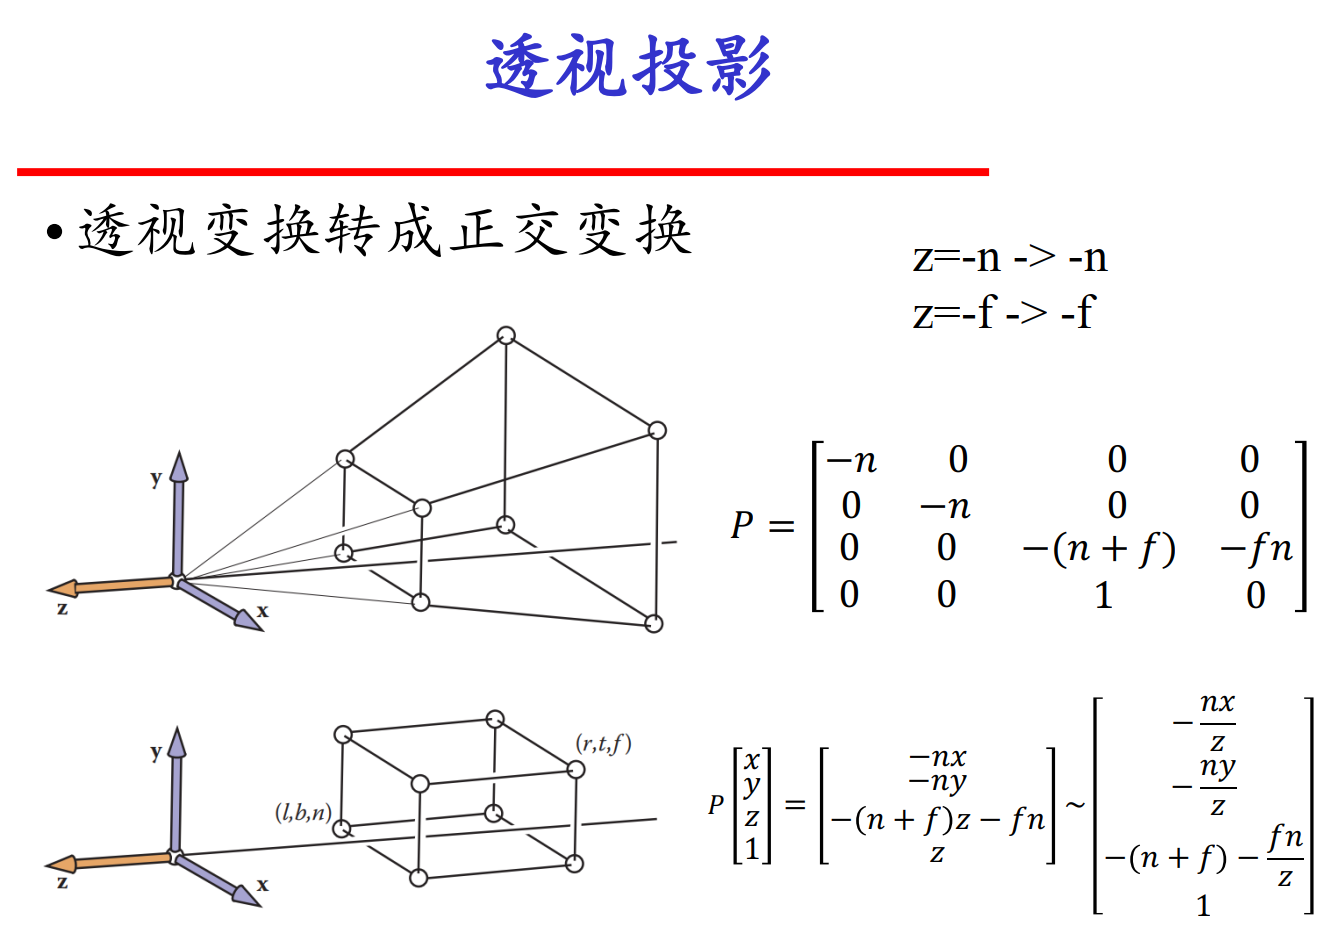 透视投影
• 透视变换转成正交变换
z=-n -> -n
z=-f -> -f
y
z
x
P = [ −n 0 0 0
0 −n 0 0
0 0 −(n + f) −fn
0 0 1 0 ]
y
z
x
(l,b,n)
(r,t,f)
P [ x y z 1 ] = [ −nx −ny −(n + f)z − fn z ] ~ [ − nx/z − ny/z −(n + f) − fn/z 1 ]